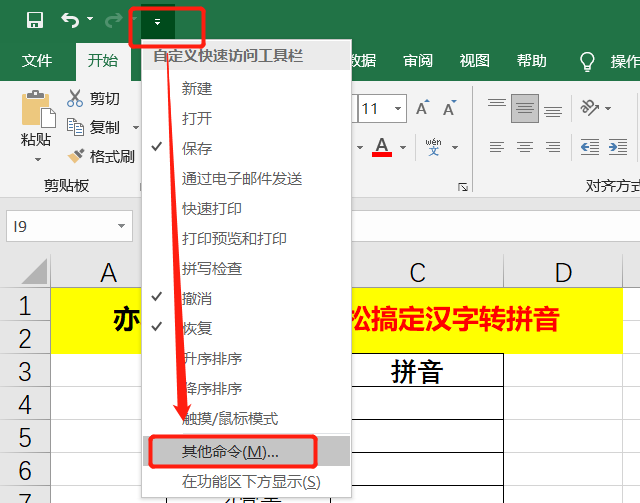 自定义快速访问工具栏
文件 开始 数据 审阅 视图 帮助 操作
新建
打开
保存
通过电子邮件发送
快速打印
打印预览和打印
拼写检查
撤消
恢复
升序排序
降序排序
触摸/鼠标模式
其他命令(M)...
在功能区下方显示(S)
粘贴
剪切
复制
格式刷
剪贴板
11
A A
A
wén
文
对齐方式
I9
A C D
1
2
3
4
5
6
7
亦
松搞定汉字转拼音
拼音